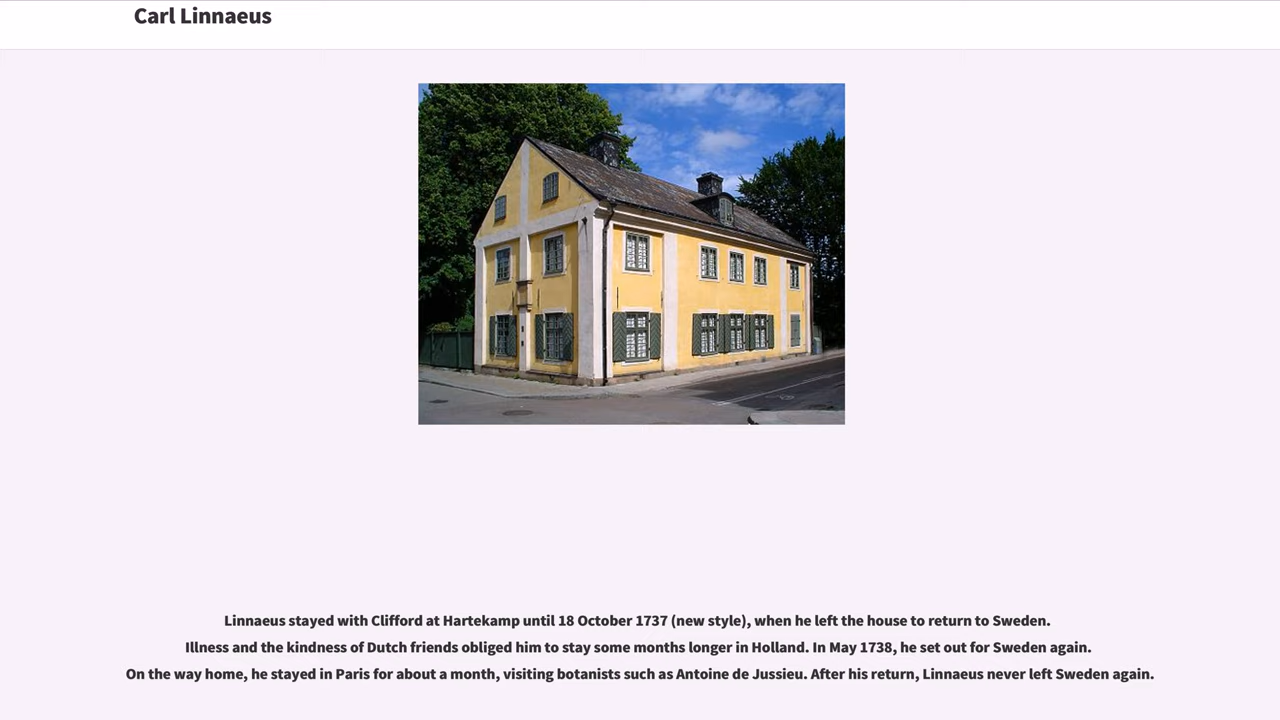 Carl Linnaeus
Linnaeus stayed with Clifford at Hartekamp until 18 October 1737 (new style), when he left the house to return to Sweden.
Illness and the kindness of Dutch friends obliged him to stay some months longer in Holland. In May 1738, he set out for Sweden again.
On the way home, he stayed in Paris for about a month, visiting botanists such as Antoine de Jussieu. After his return, Linnaeus never left Sweden again.